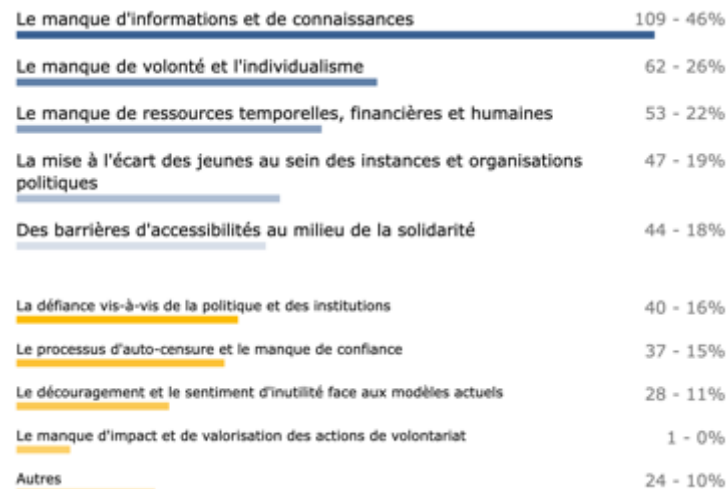 Le manque d'informations et de connaissances 109 - 46%
Le manque de volonté et l'individualisme 62 - 26%
Le manque de ressources temporelles, financières et humaines 53 - 22%
La mise à l'écart des jeunes au sein des instances et organisations 47 - 19%
politiques
Des barrières d'accessibilités au milieu de la solidarité 44 - 18%
La défiance vis-à-vis de la politique et des institutions 40 - 16%
Le processus d'auto-censure et le manque de confiance 37 - 15%
Le découragement et le sentiment d'inutilité face aux modèles actuels 28 - 11%
Le manque d'impact et de valorisation des actions de volontariat 1 - 0%
Autres 24 - 10%